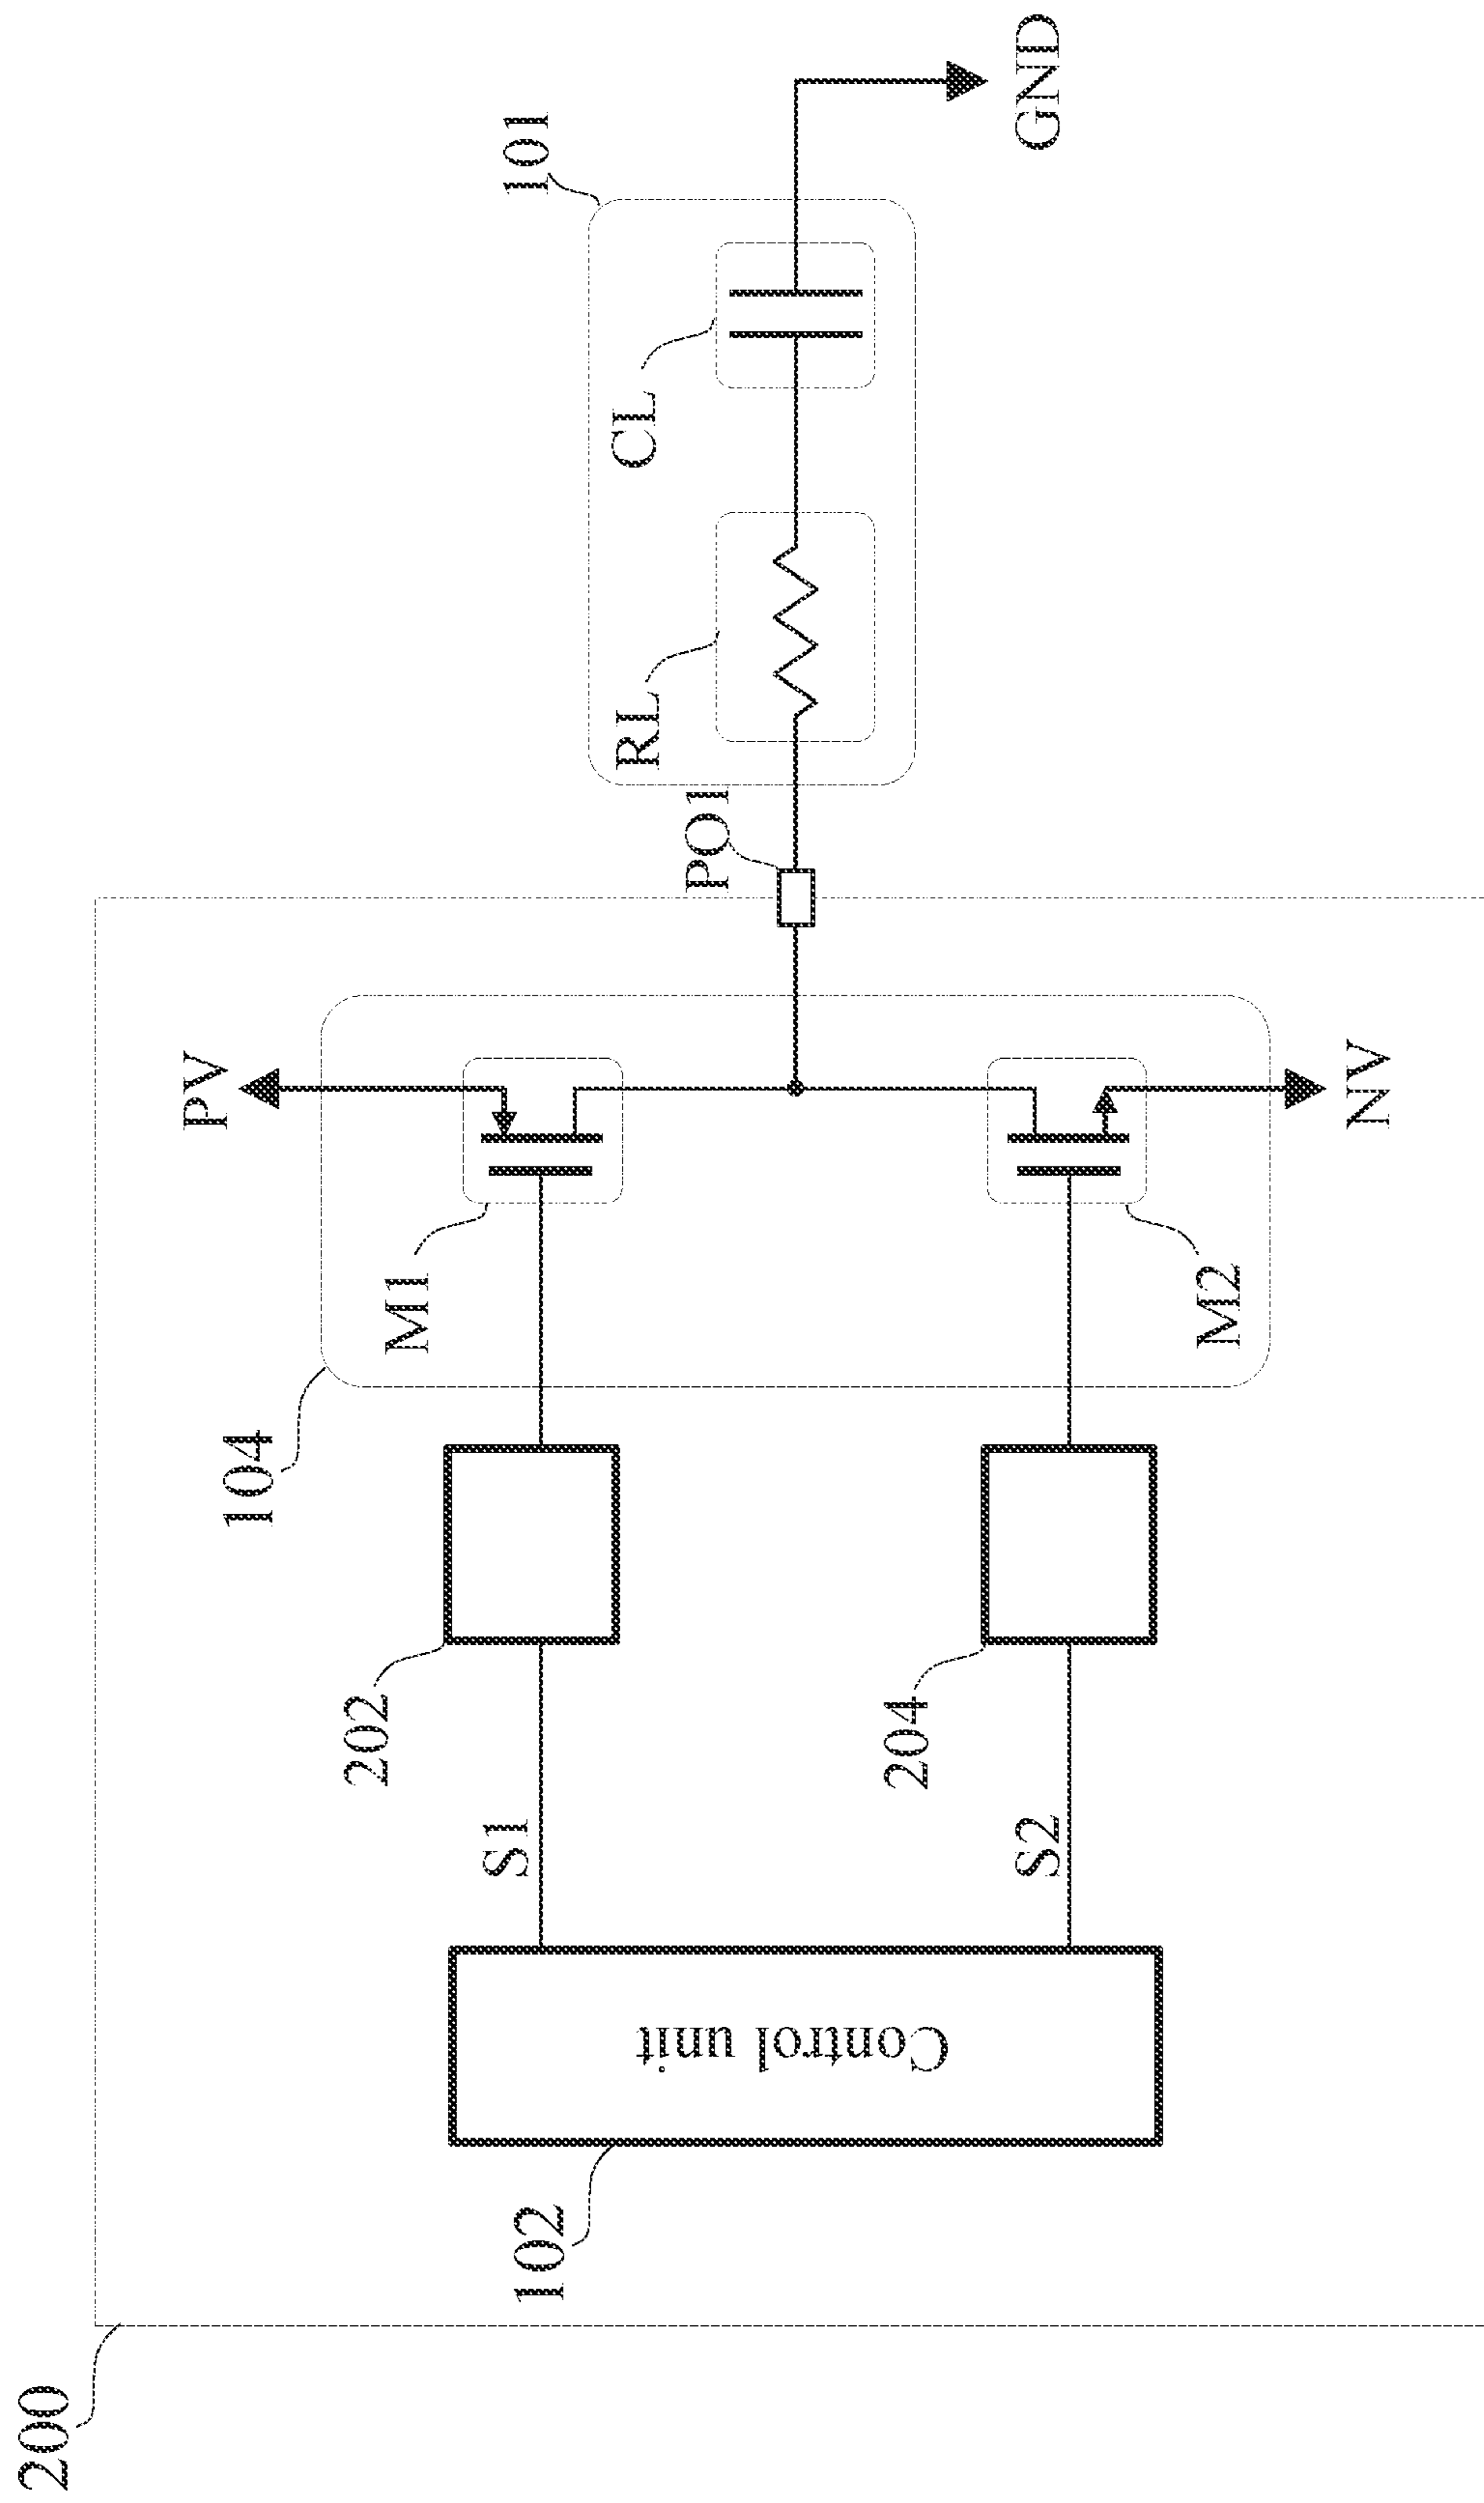 200
102
Control unit
S1
S2
202
204
104
M1
M2
PV
NV
PO1
RL
CL
101
GND